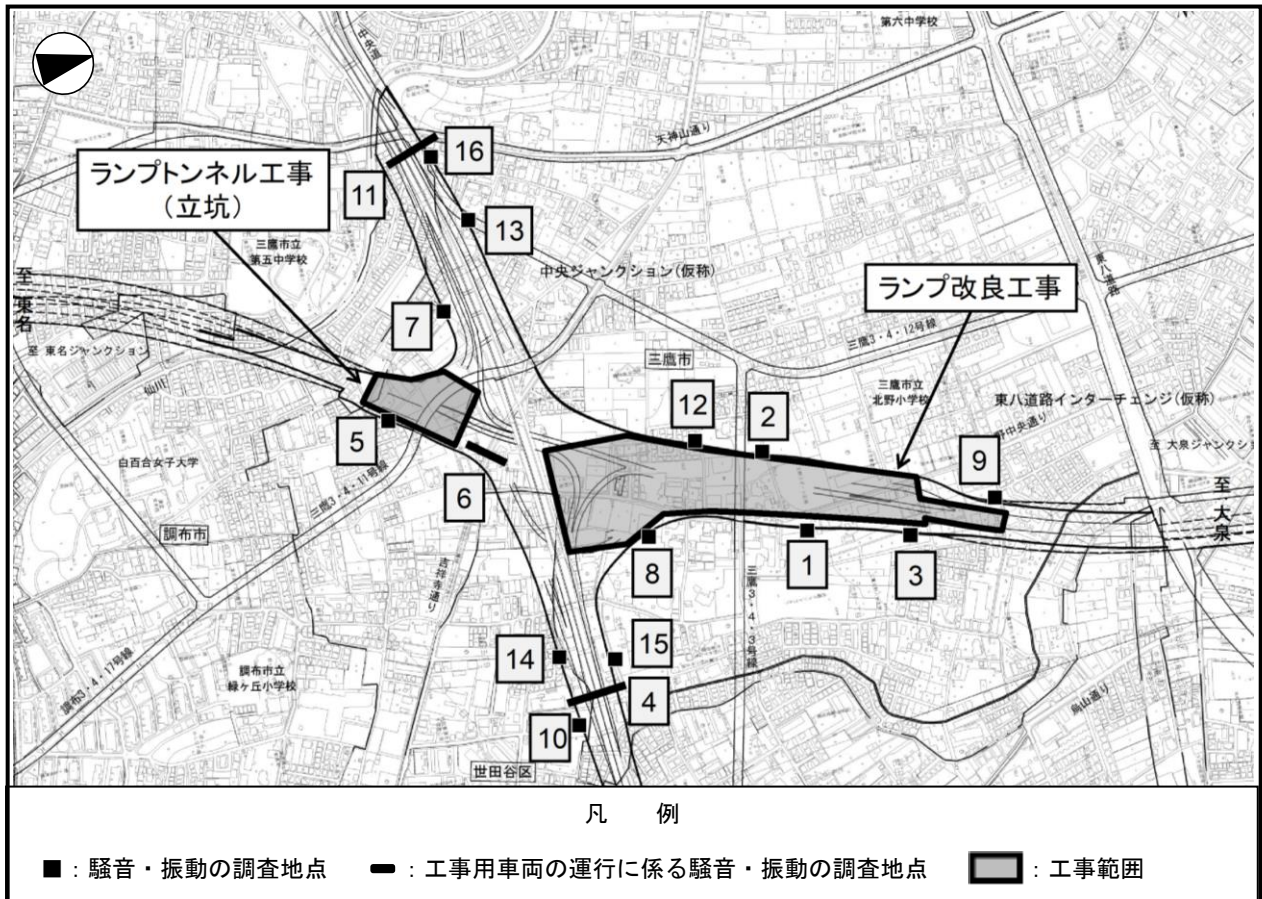 第六中学校
中央道
天神山通り
16
ランプトンネル工事
（立坑）
11
13
三鷹市立
第五中学校
中央ジャンクション(仮称)
東八道路
至 東名
ランプ改良工事
7
至 東名ジャンクション
仙川
三鷹市
三鷹3・4・12号線
三鷹市立
北野小学校
東八道路インターチェンジ(仮称)
12
2
5
9
至 大泉ジャンクション
白百合女子大学
三鷹3・4・11号線
6
至 大泉
調布市
吉祥寺通り
8
1
3
三鷹3・4・3号線
14
15
調布市立
緑ヶ丘小学校
調布3・4・17号線
4
烏山通り
10
世田谷区
凡　例
■：騒音・振動の調査地点
：工事用車両の運行に係る騒音・振動の調査地点
：工事範囲